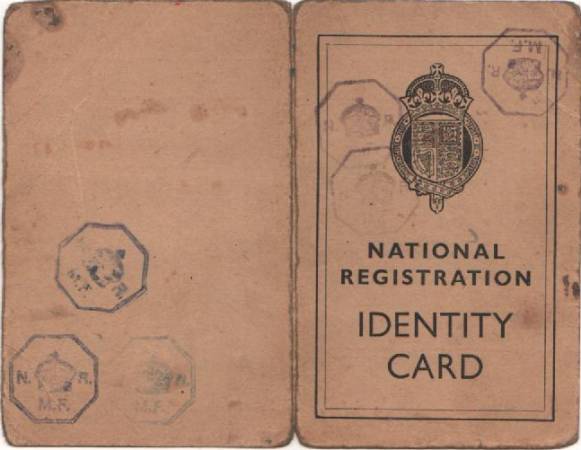 M.F.
R.
N.
NATIONAL
REGISTRATION
IDENTITY
CARD
M.F.
R.
N. R.
M.F.
M.F.